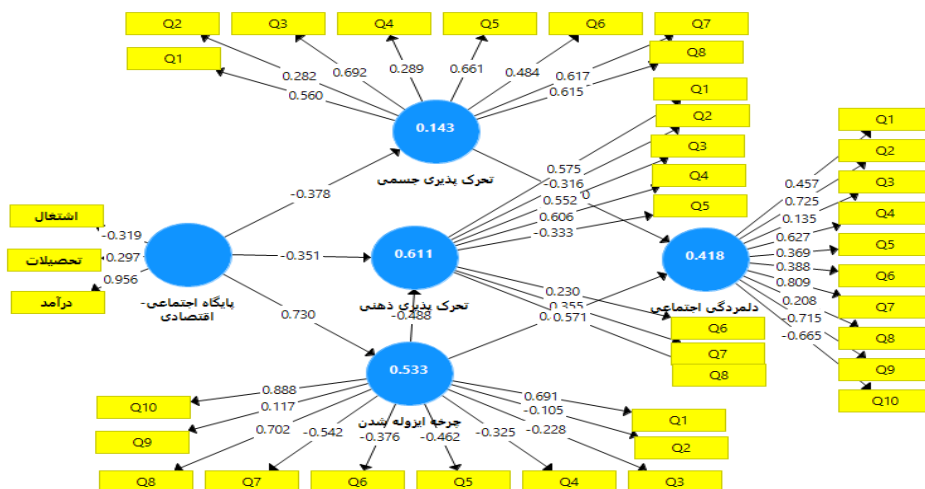 Q2
Q3
Q4
Q5
Q6
Q7
Q1
Q8
0.282
0.692
0.289
0.661
0.484
0.617
0.560
0.615
0.143
تحرک پذیری جسمی
Q1
Q2
Q3
Q4
Q5
0.575
-0.316
0.552
0.606
-0.333
-0.378
اشتغال
تحصیلات
درآمد
-0.319
0.297
0.956
پایگاه اجتماعی-
اقتصادی
-0.351
0.611
تحرک پذیری ذهنی
0.230
-0.355
0.571
Q6
Q7
Q8
0.730
-0.488
0.418
دلمردگی اجتماعی
Q1
Q2
Q3
Q4
Q5
Q6
Q7
Q8
Q9
Q10
0.457
0.725
0.135
0.627
0.369
0.388
0.809
0.208
-0.715
-0.665
0.533
چرخه ایزوله شدن
Q10
Q9
Q8
Q7
Q6
Q5
Q4
Q3
Q2
Q1
0.888
0.117
0.702
-0.542
-0.376
-0.462
-0.325
-0.228
-0.105
0.691